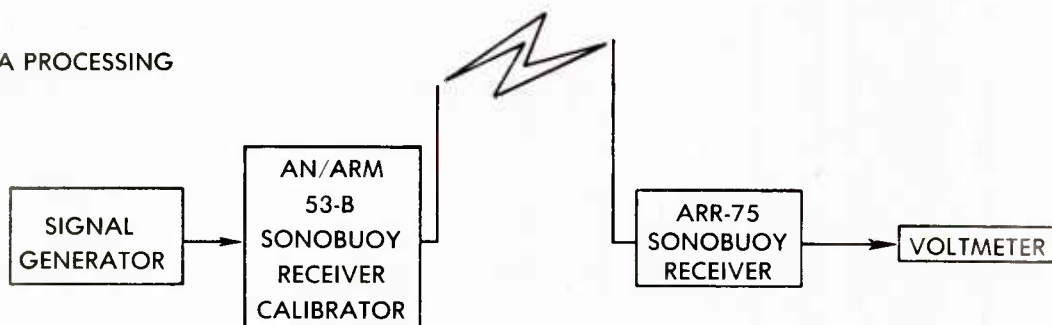 A PROCESSING
SIGNAL
GENERATOR
AN/ARM
53-B
SONOBUOY
RECEIVER
CALIBRATOR
ARR-75
SONOBUOY
RECEIVER
VOLTMETER